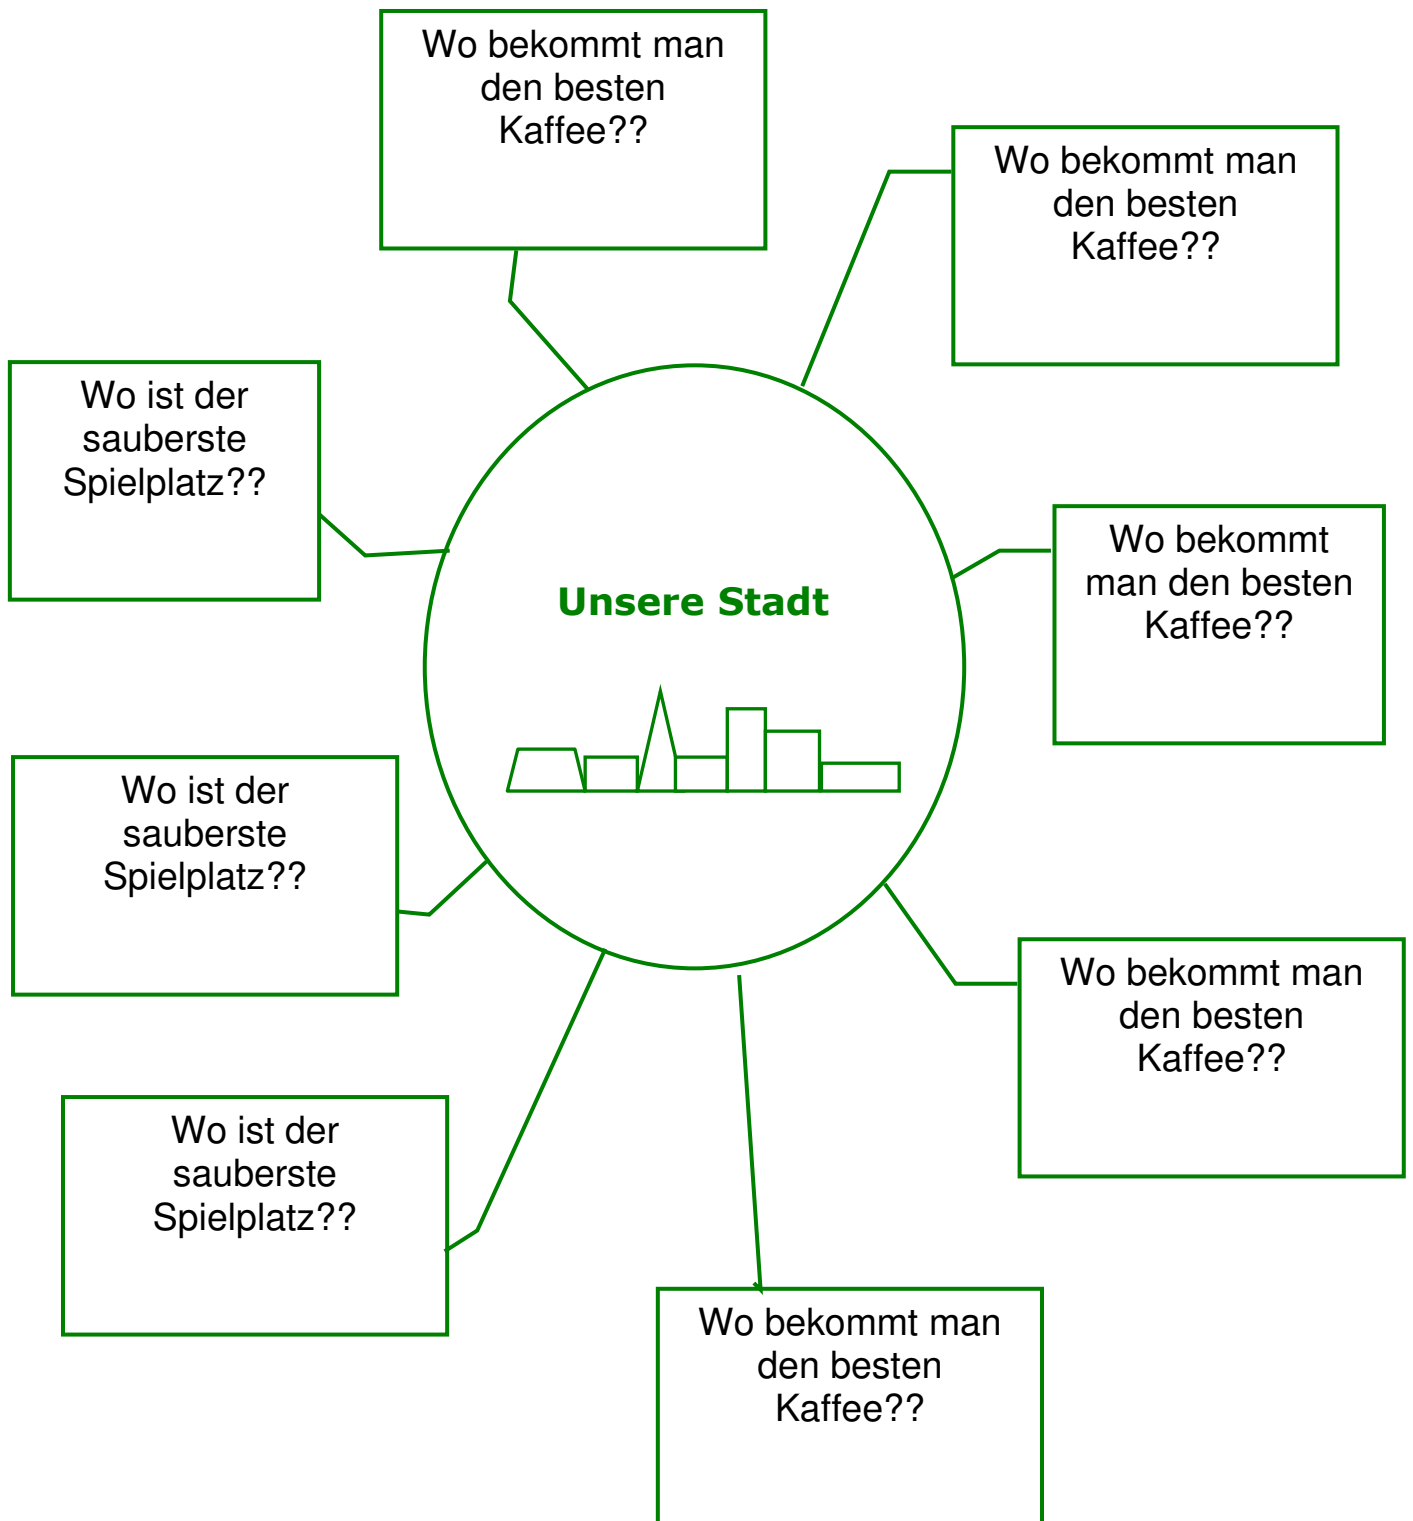 Wo bekommt man
den besten
Kaffee??
Wo bekommt man
den besten
Kaffee??
Wo ist der
sauberste
Spielplatz??
Wo bekommt
man den besten
Kaffee??
Unsere Stadt
Wo ist der
sauberste
Spielplatz??
Wo bekommt man
den besten
Kaffee??
Wo ist der
sauberste
Spielplatz??
Wo bekommt man
den besten
Kaffee??